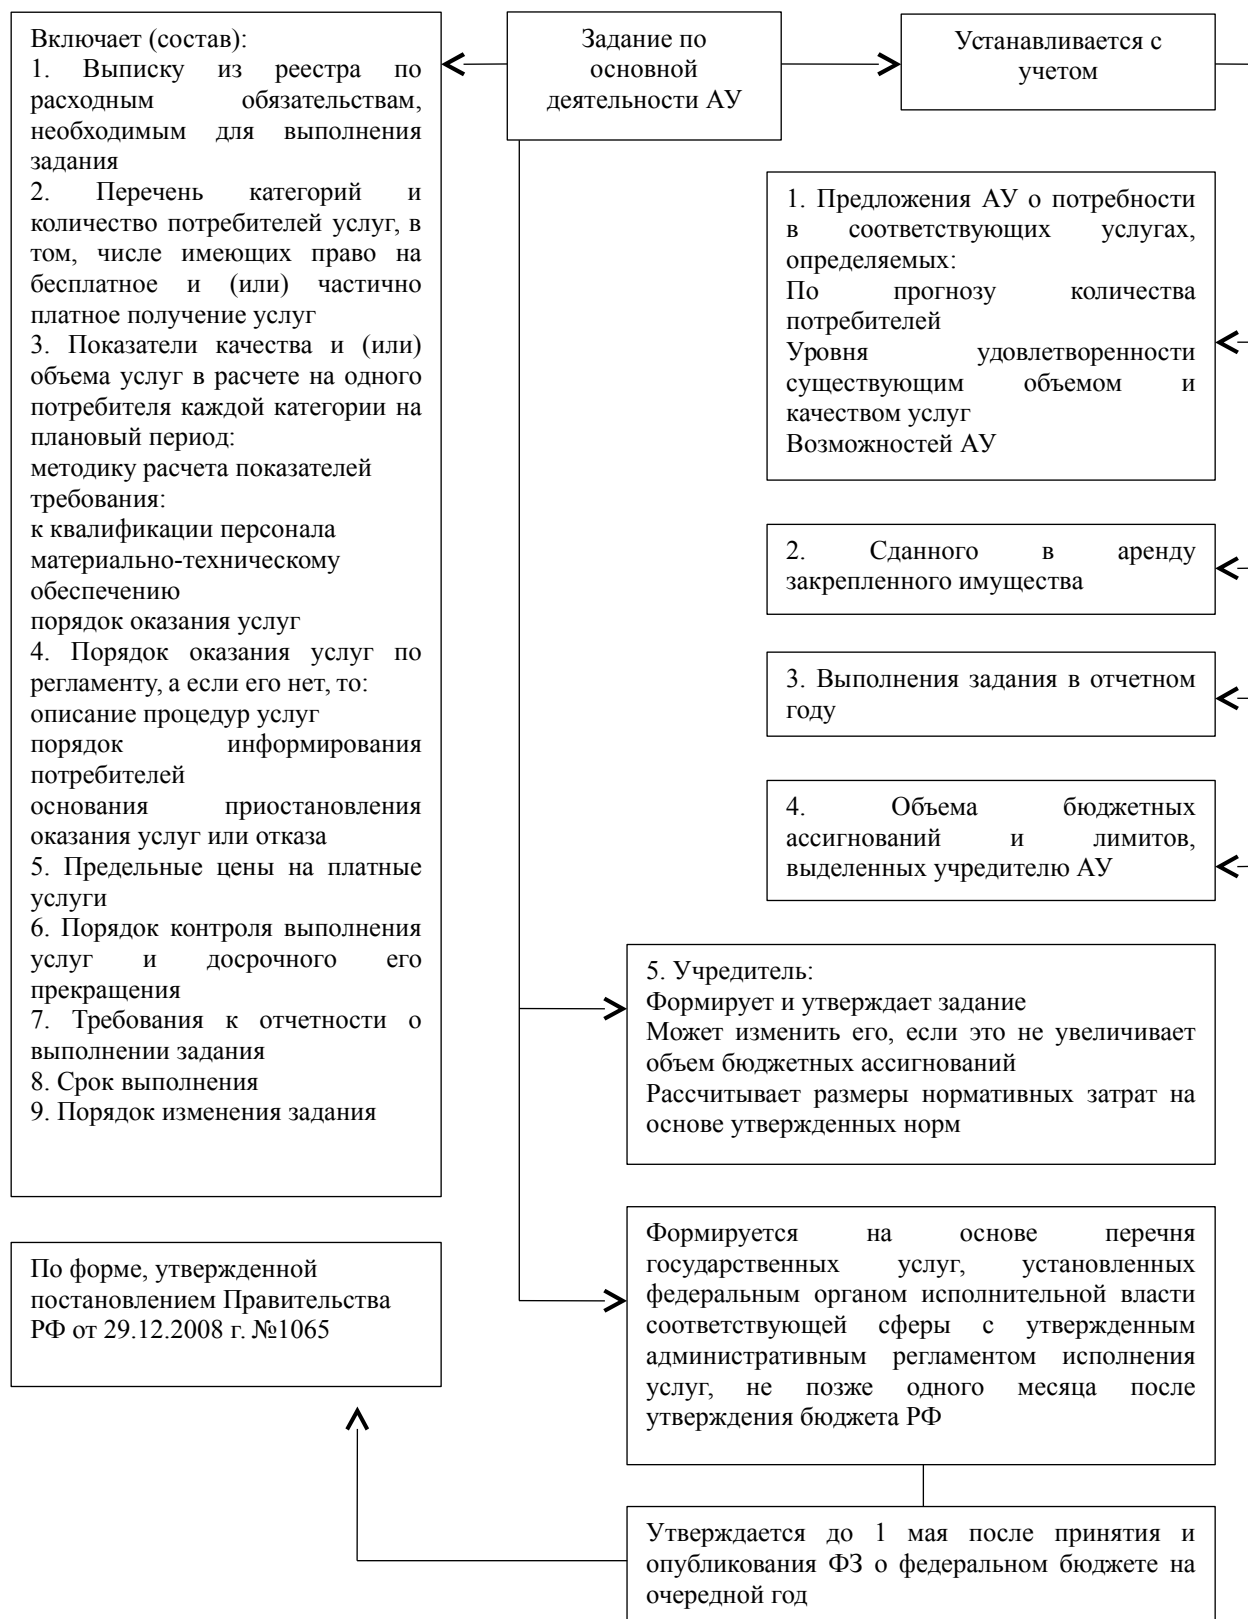 Включает (состав):
1. Выписку из реестра по
расходным обязательствам,
необходимым для выполнения
задания
2. Перечень категорий и
количество потребителей услуг, в
том, числе имеющих право на
бесплатное и (или) частично
платное получение услуг
3. Показатели качества и (или)
объема услуг в расчете на одного
потребителя каждой категории на
плановый период:
методику расчета показателей
требования:
к квалификации персонала
материально-техническому
обеспечению
порядок оказания услуг
4. Порядок оказания услуг по
регламенту, а если его нет, то:
описание процедур услуг
порядок информирования
потребителей
основания приостановления
оказания услуг или отказа
5. Предельные цены на платные
услуги
6. Порядок контроля выполнения
услуг и досрочного его
прекращения
7. Требования к отчетности о
выполнении задания
8. Срок выполнения
9. Порядок изменения задания
Задание по
основной
деятельности АУ
Устанавливается с
учетом
1. Предложения АУ о потребности
в соответствующих услугах,
определяемых:
По прогнозу количества
потребителей
Уровня удовлетворенности
существующим объемом и
качеством услуг
Возможностей АУ
2. Сданного в аренду
закрепленного имущества
3. Выполнения задания в отчетном
году
4. Объема бюджетных
ассигнований и лимитов,
выделенных учредителю АУ
5. Учредитель:
Формирует и утверждает задание
Может изменить его, если это не увеличивает
объем бюджетных ассигнований
Рассчитывает размеры нормативных затрат на
основе утвержденных норм
Формируется на основе перечня
государственных услуг, установленных
федеральным органом исполнительной власти
соответствующей сферы с утвержденным
административным регламентом исполнения
услуг, не позже одного месяца после
утверждения бюджета РФ
По форме, утвержденной
постановлением Правительства
РФ от 29.12.2008 г. №1065
Утверждается до 1 мая после принятия и
опубликования ФЗ о федеральном бюджете на
очередной год